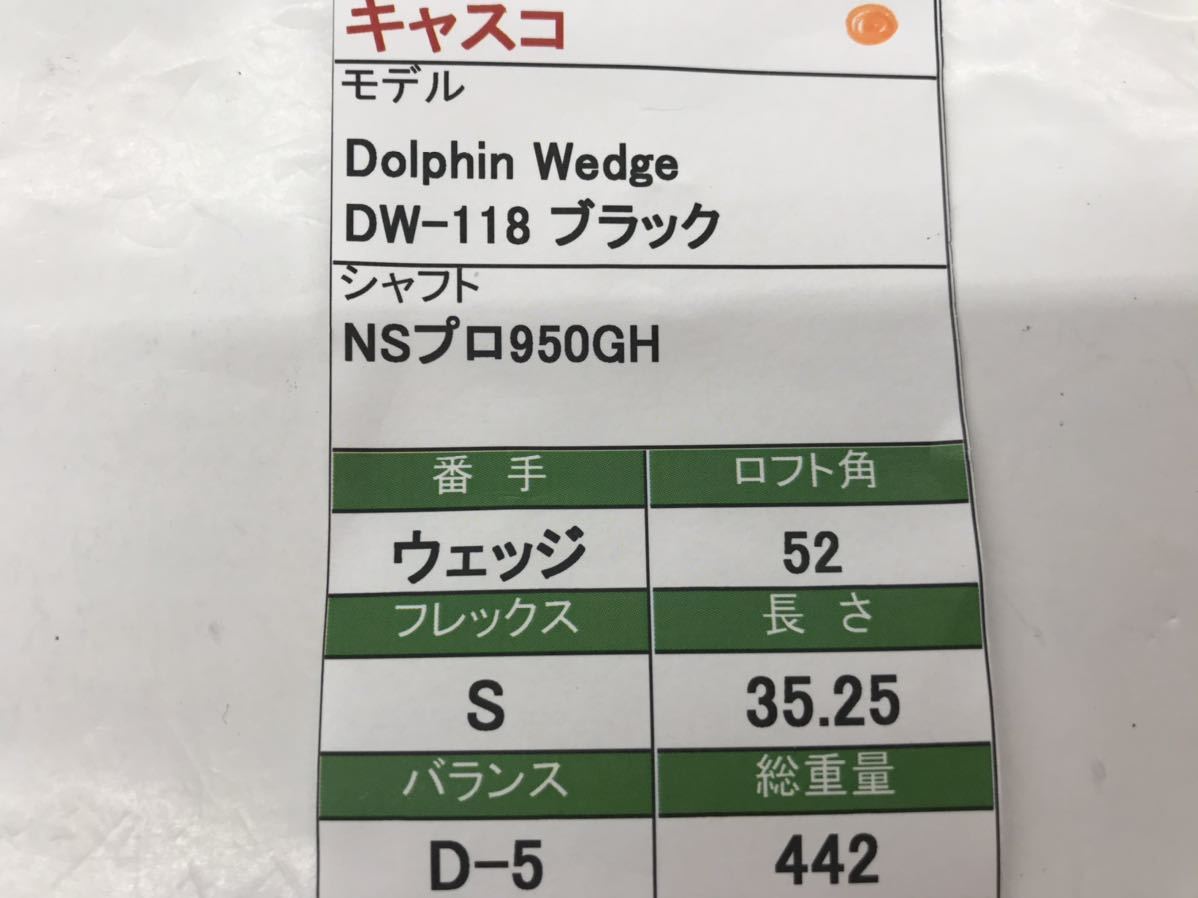 キャスコ
モデル
Dolphin Wedge
DW-118 ブラック
シャフト
NSプロ950GH
番手 ロフト角
ウェッジ 52
フレックス 長さ
S 35.25
バランス 総重量
D-5 442